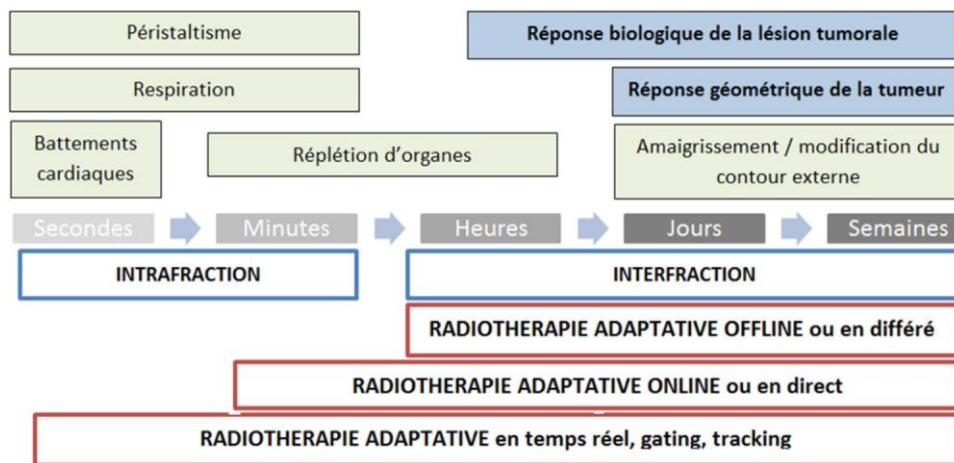 Péristaltisme
Réponse biologique de la lésion tumorale
Respiration
Réponse géométrique de la tumeur
Battements
cardiaques
Réplétion d'organes
Amaigrissement / modification du
contour externe
Secondes
Minutes
Heures
Jours
Semaines
INTRAFRACTION
INTERFRACTION
RADIOTHERAPIE ADAPTATIVE OFFLINE ou en différé
RADIOTHERAPIE ADAPTATIVE ONLINE ou en direct
RADIOTHERAPIE ADAPTATIVE en temps réel, gating, tracking